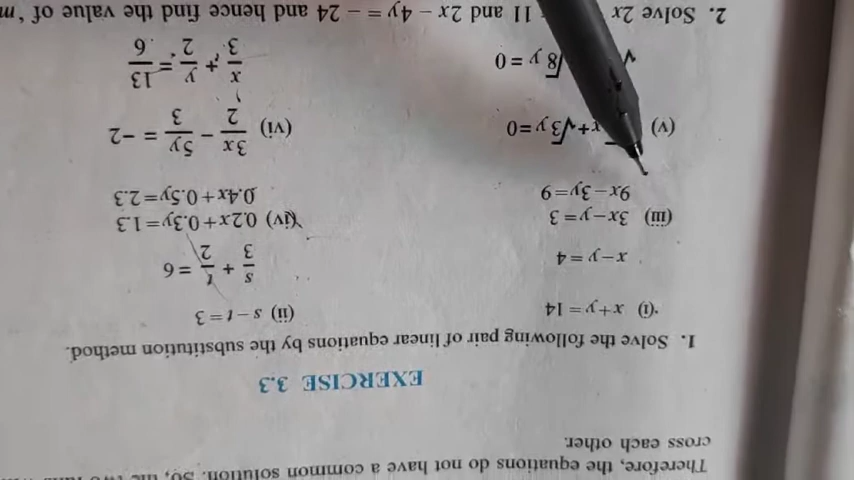 Therefore, the equations do not have a common solution. So, the two
cross each other.
EXERCISE 3.3
1. Solve the following pair of linear equations by the substitution method.
(i) x + y = 14 (ii) s – t = 3
x – y = 4 s/3 + t/2 = 6
(iii) 3x – y = 3 (iv) 0.2x + 0.3y = 1.3
9x – 3y = 9 0.4x + 0.5y = 2.3
(v) x + √3 y = 0 (vi) 3x/2 – 5y/3 = –2
√8 y = 0 x/3 + y/2 = 13/6
2. Solve 2x 11 and 2x – 4y = – 24 and hence find the value of 'm